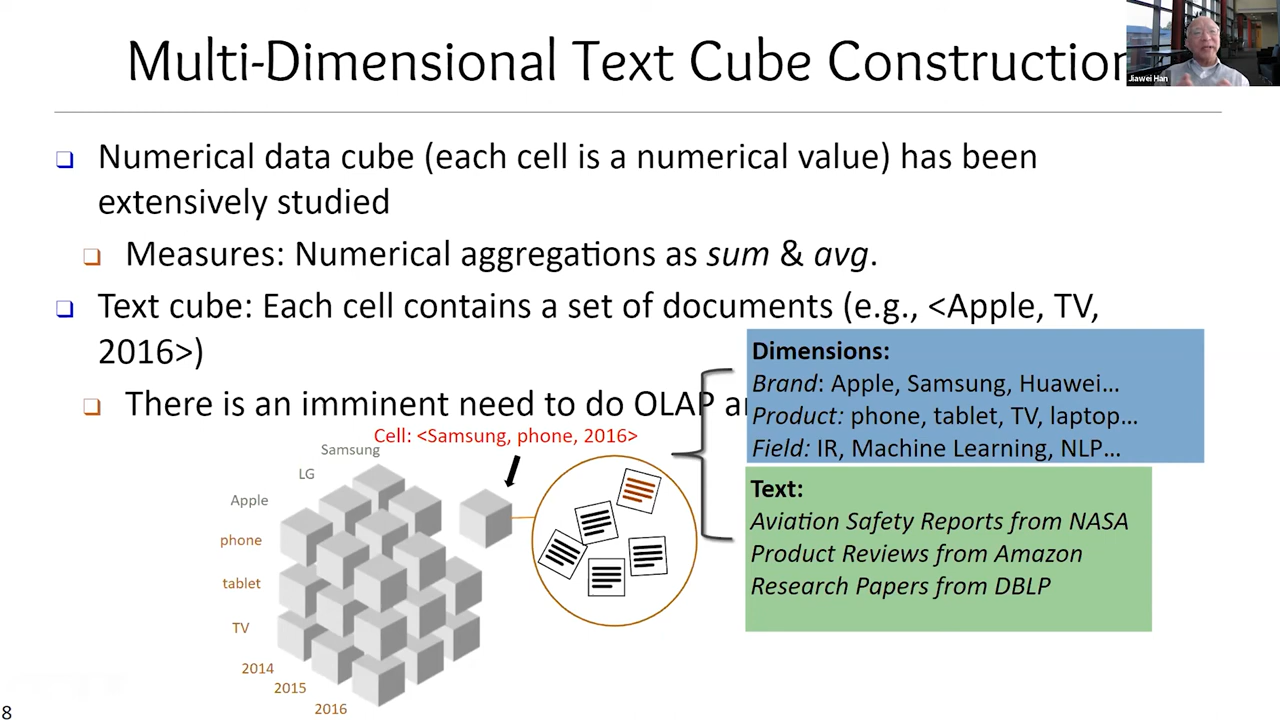 Multi-Dimensional Text Cube Construction
Jiawei Han
Numerical data cube (each cell is a numerical value) has been
extensively studied
Measures: Numerical aggregations as sum & avg.
Text cube: Each cell contains a set of documents (e.g., <Apple, TV,
2016>)
There is an imminent need to do OLAP
Dimensions:
Brand: Apple, Samsung, Huawei…
Product: phone, tablet, TV, laptop…
Field: IR, Machine Learning, NLP…
Text:
Aviation Safety Reports from NASA
Product Reviews from Amazon
Research Papers from DBLP
Cell: <Samsung, phone, 2016>
Samsung
LG
Apple
phone
tablet
TV
2014
2015
2016
8